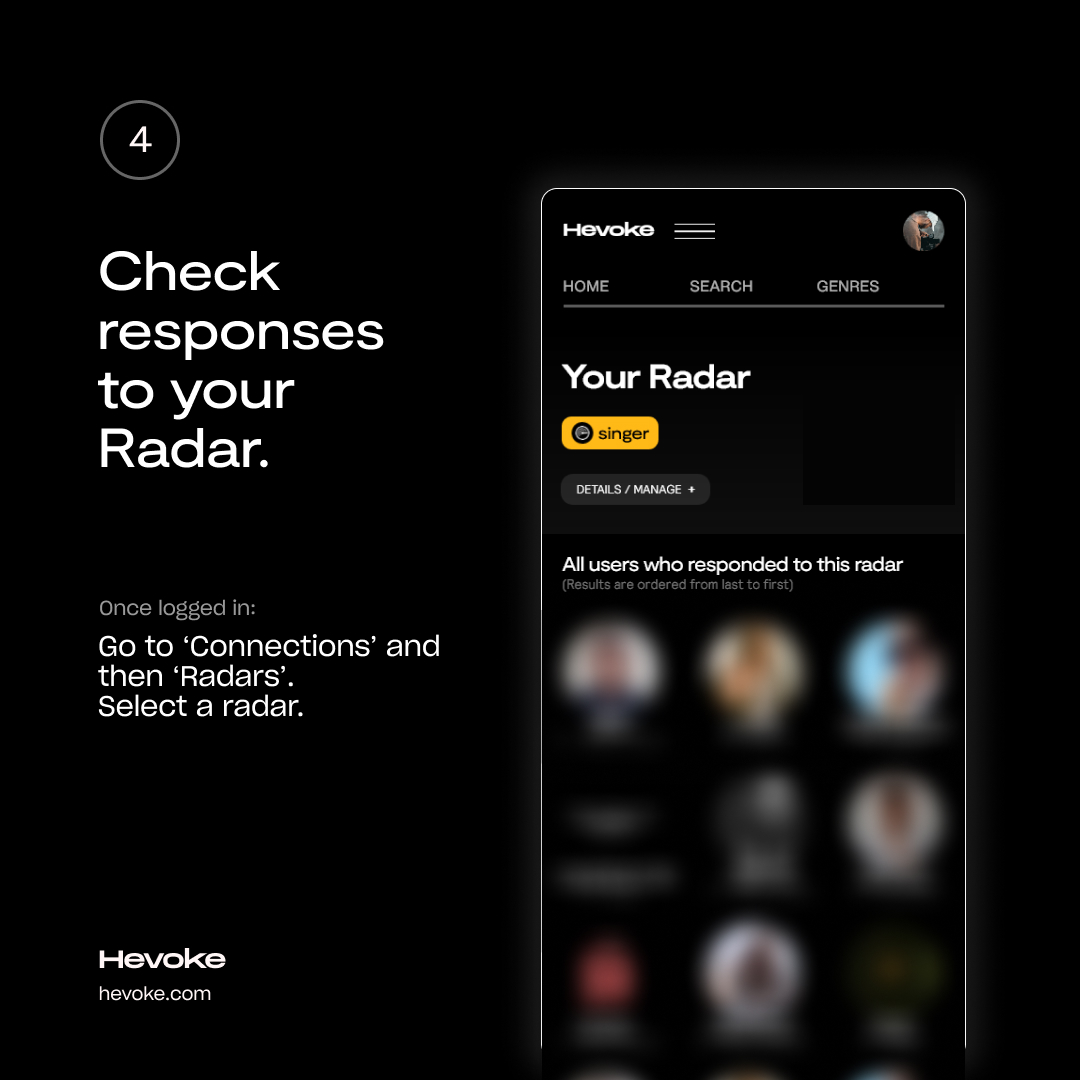 4
Check
responses
to your
Radar.
Once logged in:
Go to ‘Connections’ and
then ‘Radars’.
Select a radar.
Hevoke
hevoke.com
Hevoke
HOME SEARCH GENRES
Your Radar
singer
DETAILS / MANAGE +
All users who responded to this radar
(Results are ordered from last to first)